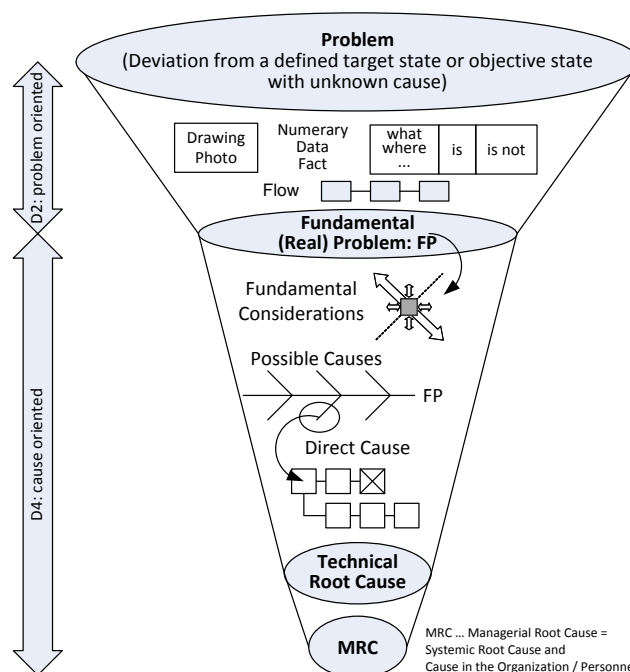 Problem
(Deviation from a defined target state or objective state
with unknown cause)
D2: problem oriented
Drawing
Photo
Numerary
Data
Fact
what
where
...
is
is not
Flow
Fundamental
(Real) Problem: FP
Fundamental
Considerations
Possible Causes
FP
Direct Cause
D4: cause oriented
Technical
Root Cause
MRC
MRC ... Managerial Root Cause =
Systemic Root Cause and
Cause in the Organization / Personne